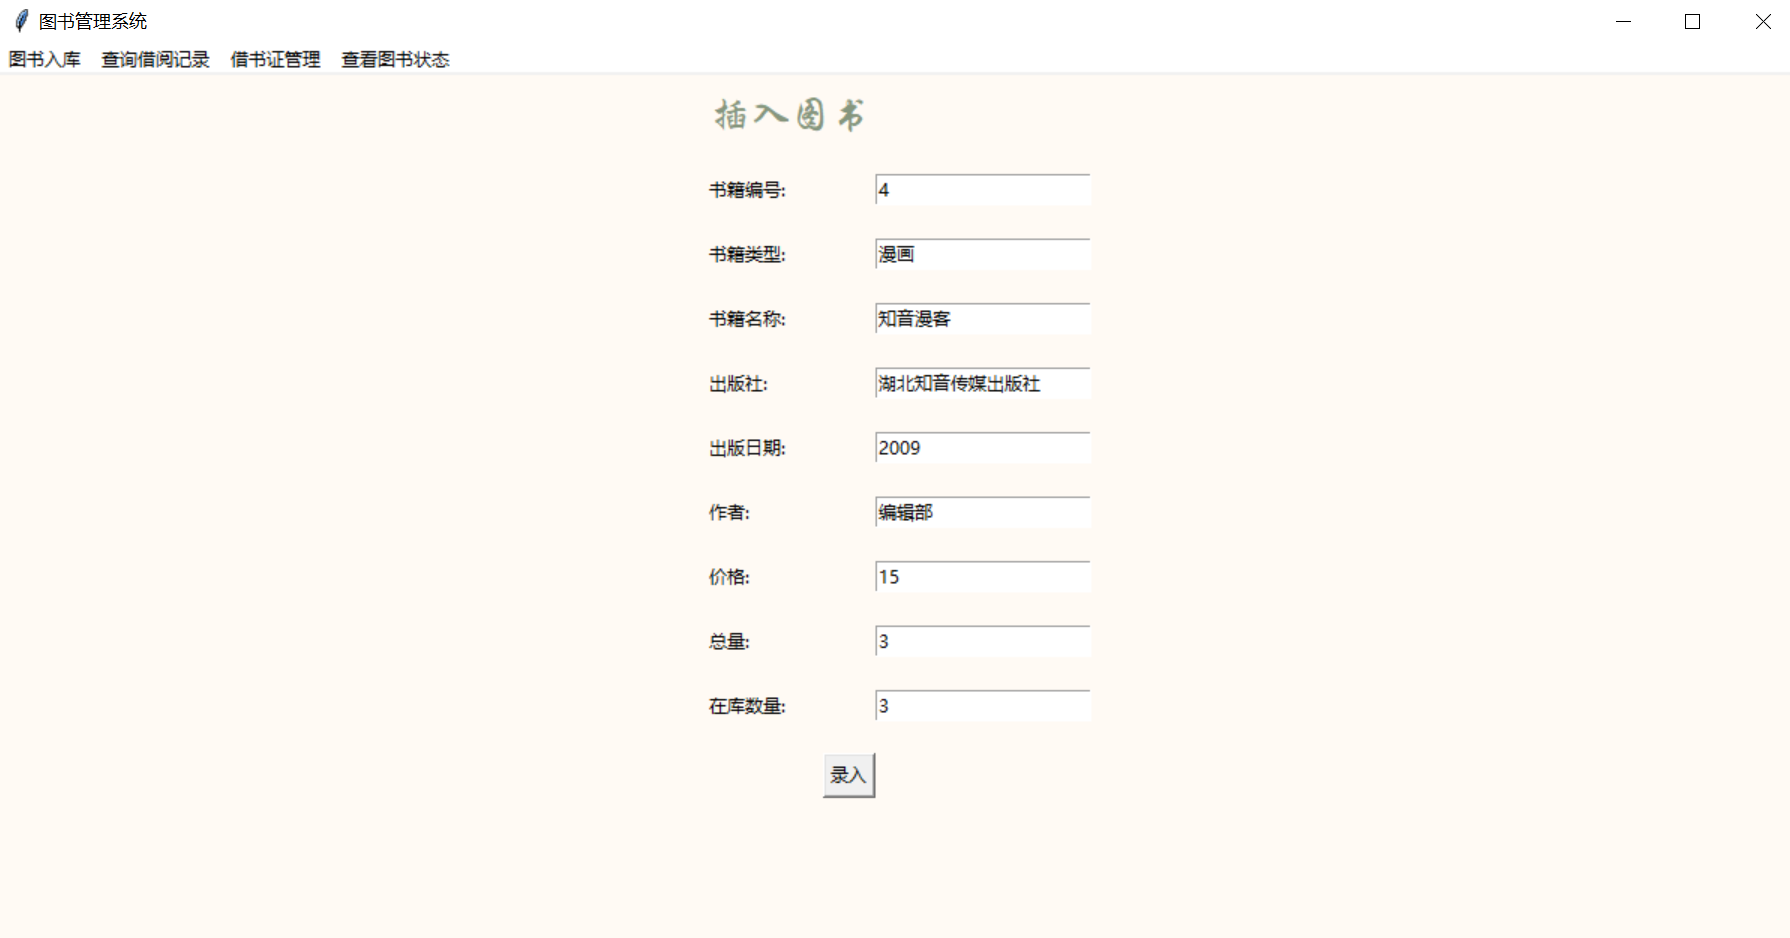 图书管理系统
图书入库 查询借阅记录 借书证管理 查看图书状态
插入图书
书籍编号: 4
书籍类型: 漫画
书籍名称: 知音漫客
出版社: 湖北知音传媒出版社
出版日期: 2009
作者: 编辑部
价格: 15
总量: 3
在库数量: 3
录入